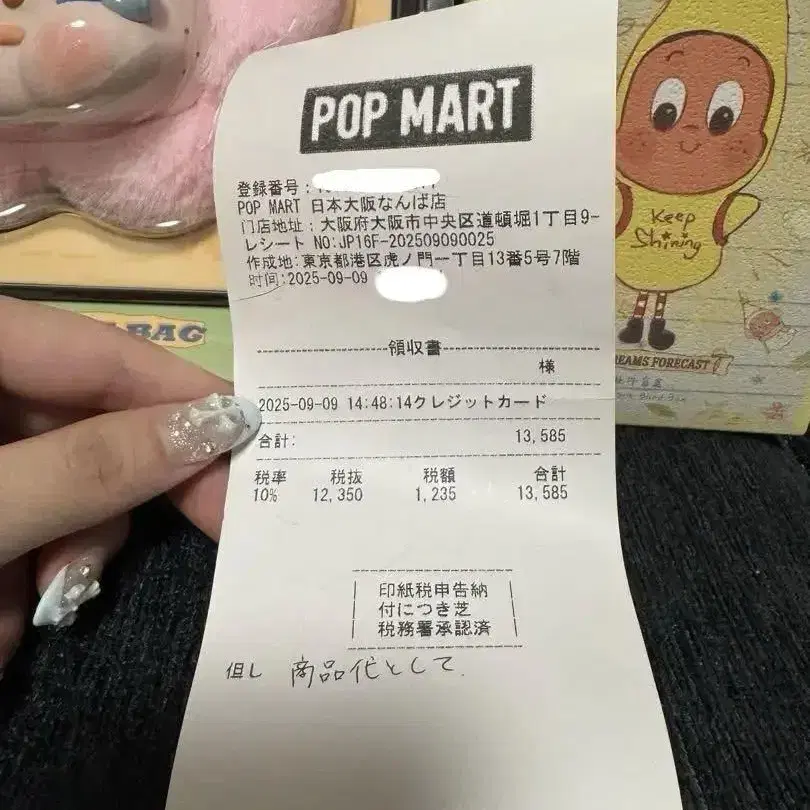 POP MART
登録番号:
POP MART 日本大阪なんば店
门店地址:大阪府大阪市中央区道頓堀1丁目9-
レシート NO:JP16F-202509090025
作成地:東京都港区虎ノ門一丁目13番5号7階
时间:2025-09-09
領収書
様
2025-09-09 14:48:14クレジットカード
合計: 13,585
税率 税抜 税額 合計
10% 12,350 1,235 13,585
印紙税申告納
付につき芝
税務署承認済
但し 商品代として
BAG
Keep
Shining
REAMS FORECAST